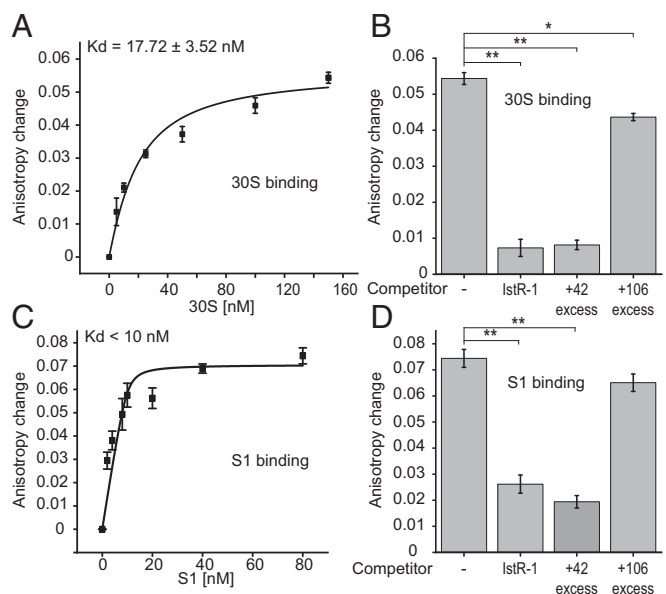 A
Kd = 17.72 ± 3.52 nM
Anisotropy change
0.06
0.05
0.04
0.03
0.02
0.01
0
30S binding
0 40 80 120 160
30S [nM]
B
*
**
**
Anisotropy change
0.06
0.05
0.04
0.03
0.02
0.01
0
30S binding
Competitor - IstR-1 +42 +106
excess excess
C
Kd < 10 nM
Anisotropy change
0.08
0.07
0.06
0.05
0.04
0.03
0.02
0.01
0
S1 binding
0 20 40 60 80
S1 [nM]
D
**
**
Anisotropy change
0.08
0.07
0.06
0.05
0.04
0.03
0.02
0.01
0
S1 binding
Competitor - IstR-1 +42 +106
excess excess